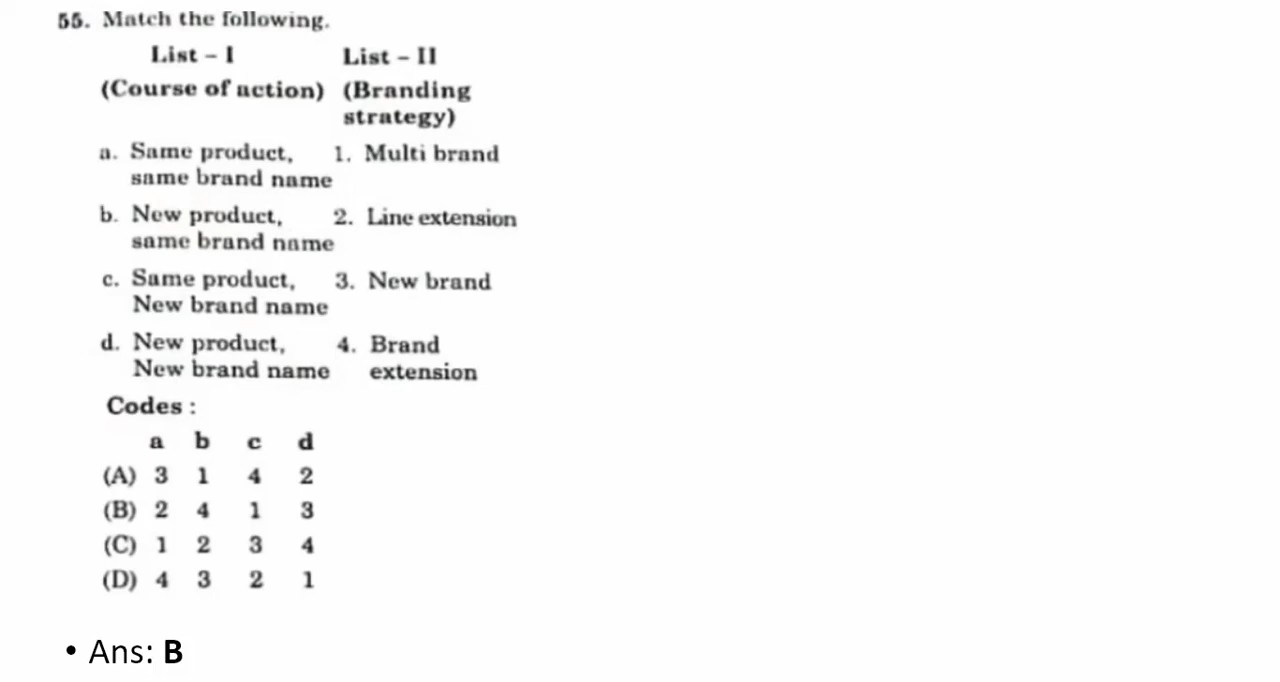 55. Match the following.
List – I List – II
(Course of action) (Branding
strategy)
a. Same product, 1. Multi brand
same brand name
b. New product, 2. Line extension
same brand name
c. Same product, 3. New brand
New brand name
d. New product, 4. Brand
New brand name extension
Codes :
a b c d
(A) 3 1 4 2
(B) 2 4 1 3
(C) 1 2 3 4
(D) 4 3 2 1
• Ans: B